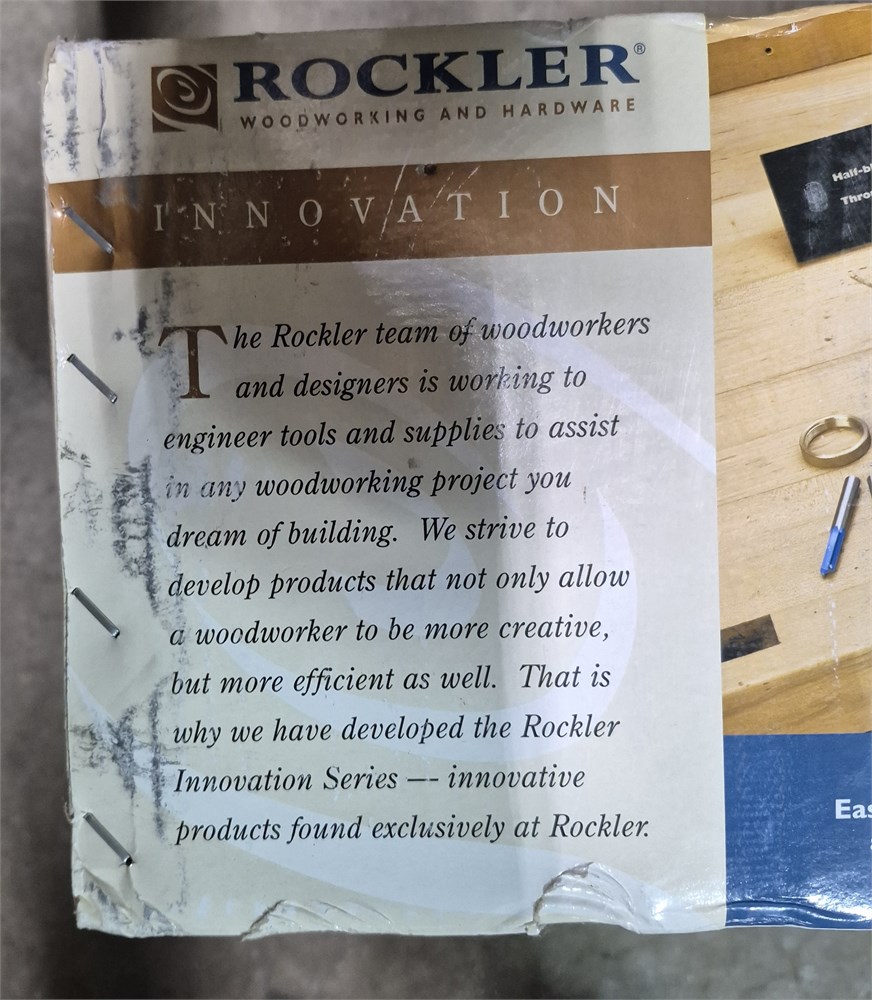 ROCKLER®
WOODWORKING AND HARDWARE
INNOVATION
The Rockler team of woodworkers
and designers is working to
engineer tools and supplies to assist
in any woodworking project you
dream of building. We strive to
develop products that not only allow
a woodworker to be more creative,
but more efficient as well. That is
why we have developed the Rockler
Innovation Series –- innovative
products found exclusively at Rockler.
Half-b
Thro
Eas